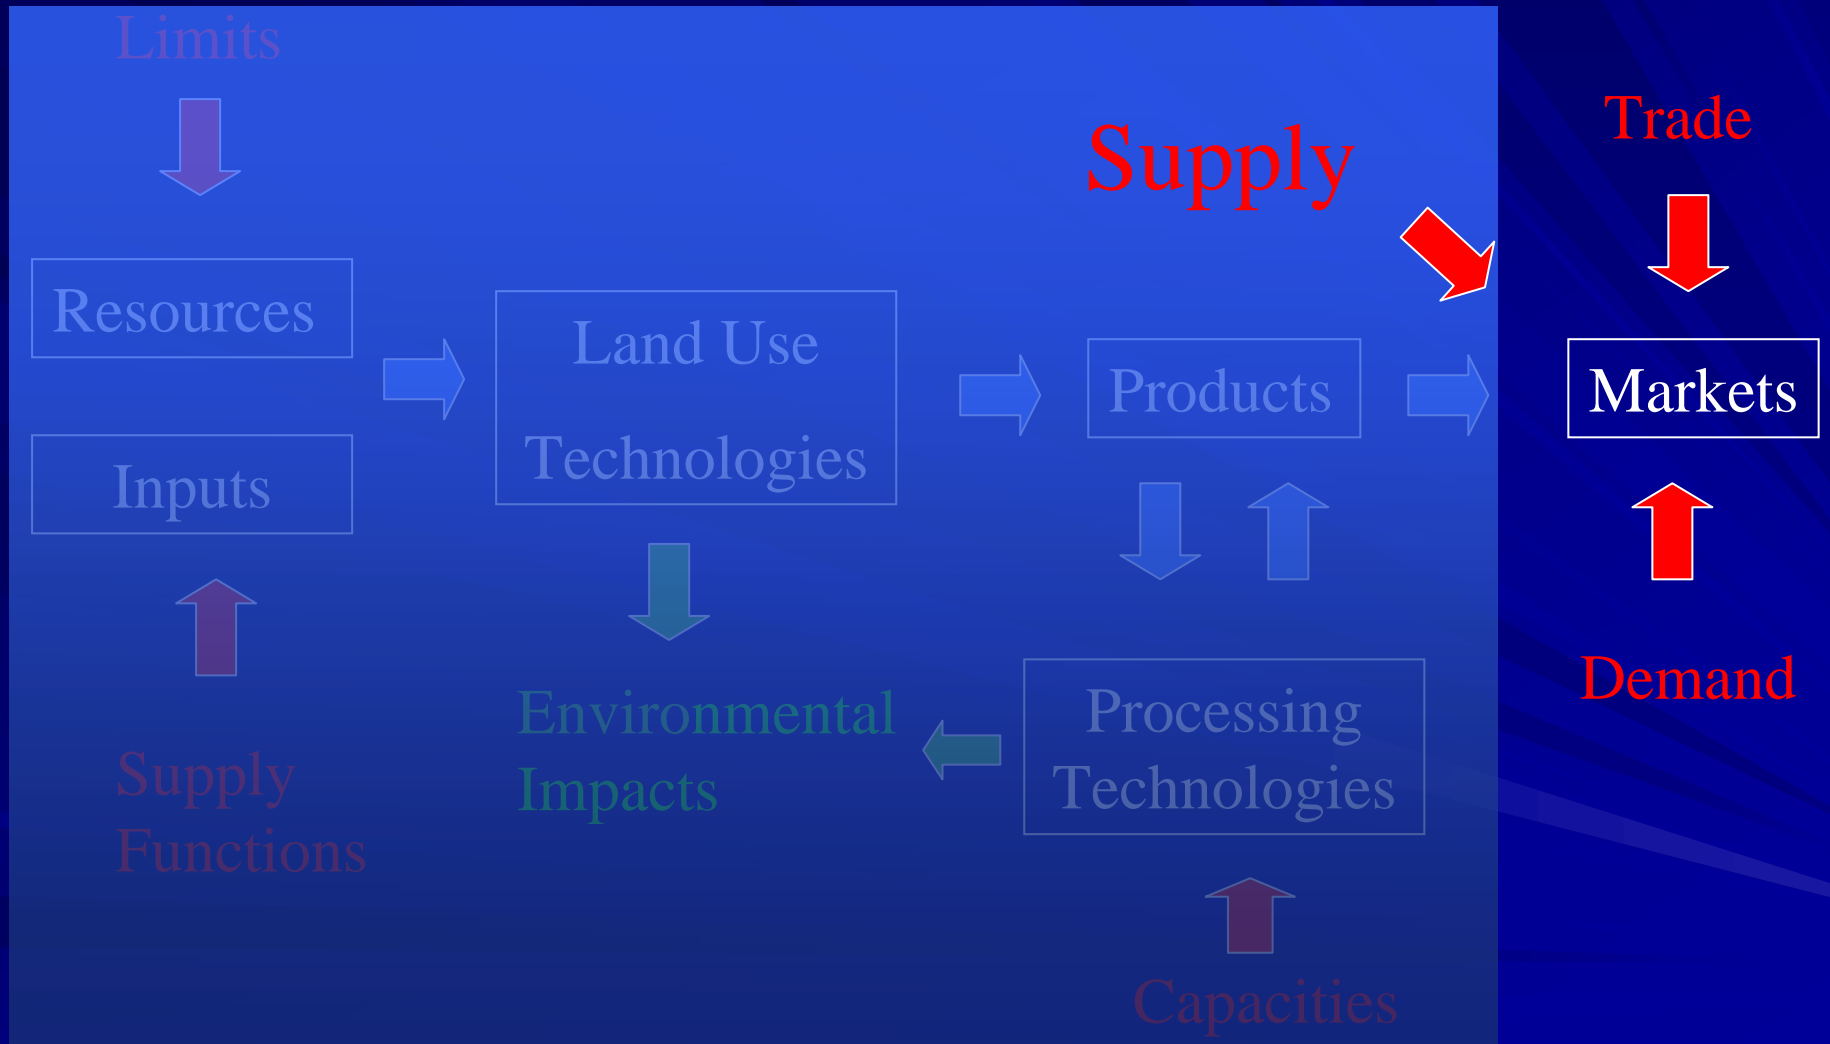 Limits
Trade
Supply
Resources
Land Use
Technologies
Products
Markets
Inputs
Demand
Environmental
Impacts
Processing
Technologies
Supply
Functions
Capacities